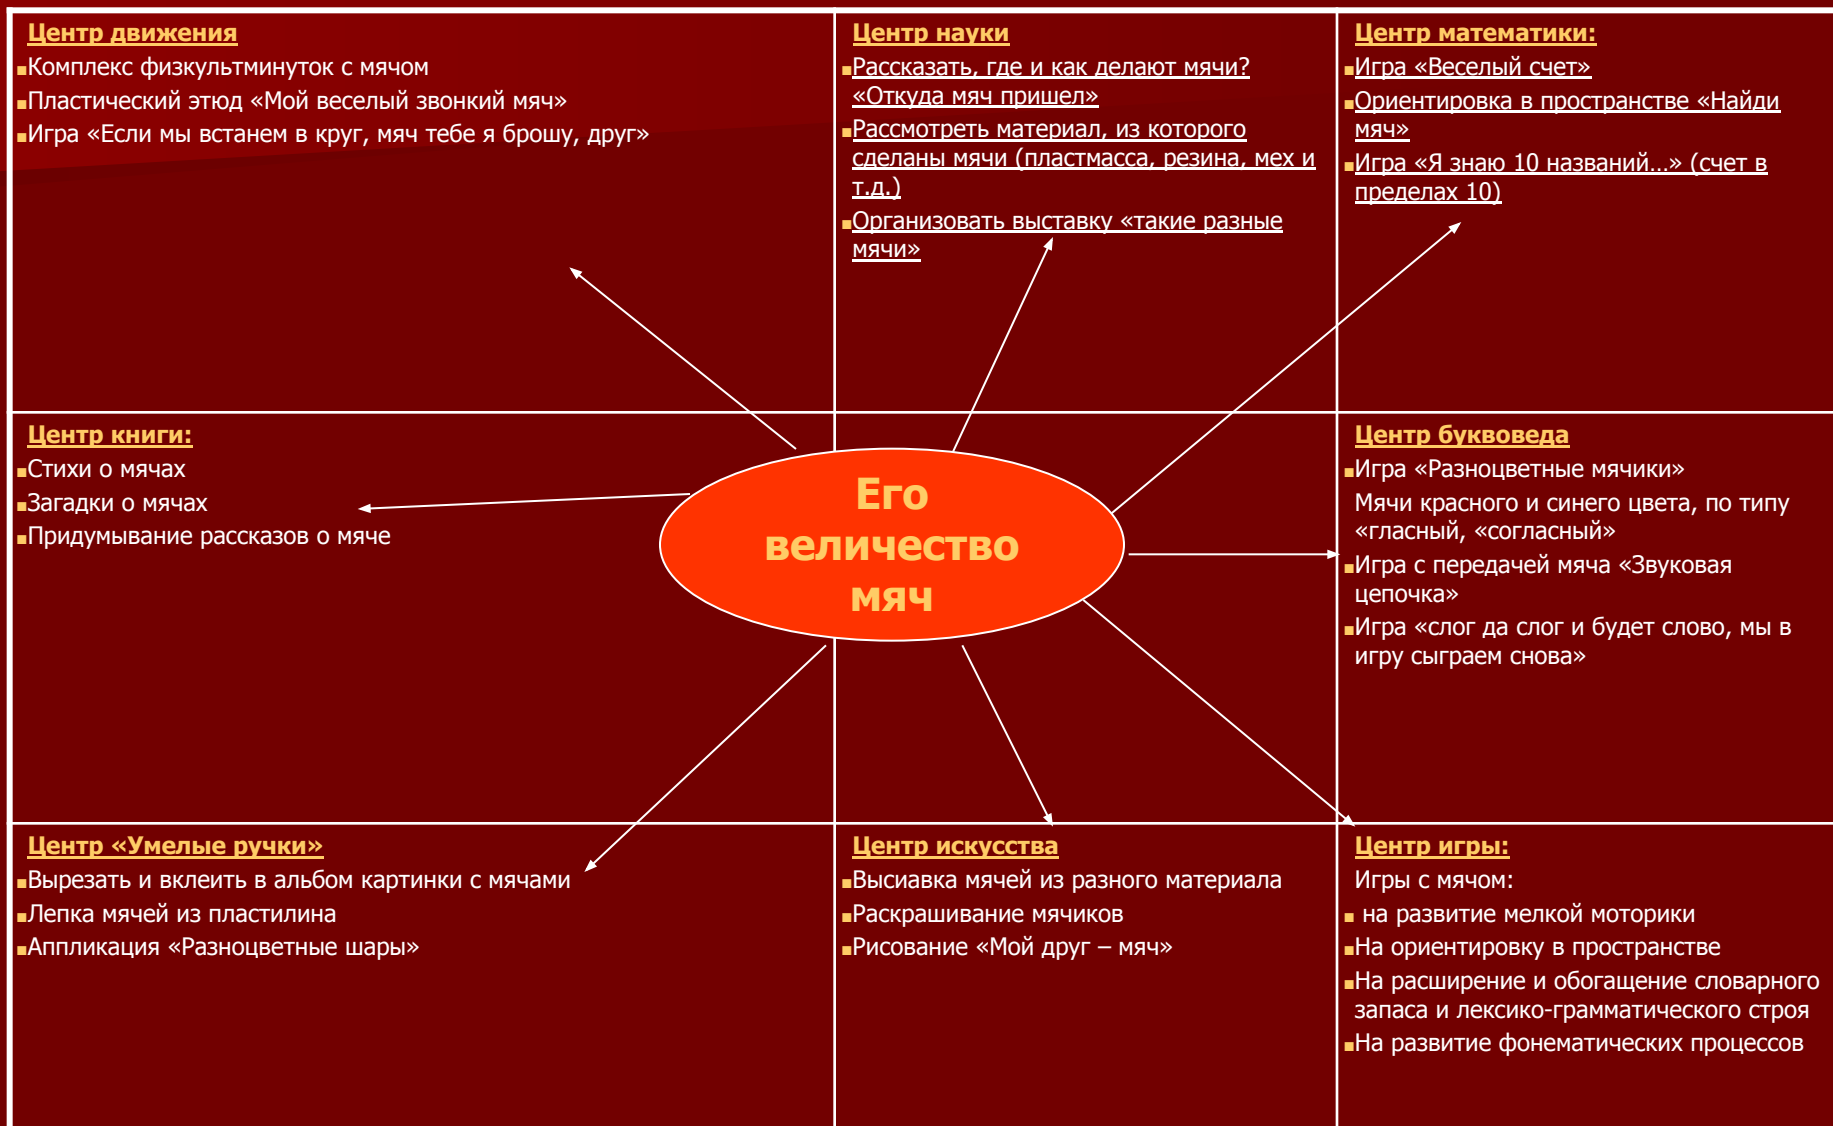 Центр движения
Комплекс физкультминуток с мячом
Пластический этюд «Мой веселый звонкий мяч»
Игра «Если мы встанем в круг, мяч тебе я брошу, друг»
Центр науки
Рассказать, где и как делают мячи?
«Откуда мяч пришел»
Рассмотреть материал, из которого
сделаны мячи (пластмасса, резина, мех и
т.д.)
Организовать выставку «такие разные
мячи»
Центр математики:
Игра «Веселый счет»
Ориентировка в пространстве «Найди
мяч»
Игра «Я знаю 10 названий…» (счет в
пределах 10)
Центр книги:
Стихи о мячах
Загадки о мячах
Придумывание рассказов о мяче
Его
величество
мяч
Центр буквоведа
Игра «Разноцветные мячики»
Мячи красного и синего цвета, по типу
«гласный, «согласный»
Игра с передачей мяча «Звуковая
цепочка»
Игра «слог да слог и будет слово, мы в
игру сыграем снова»
Центр «Умелые ручки»
Вырезать и вклеить в альбом картинки с мячами
Лепка мячей из пластилина
Аппликация «Разноцветные шары»
Центр искусства
Высиавка мячей из разного материала
Раскрашивание мячиков
Рисование «Мой друг – мяч»
Центр игры:
Игры с мячом:
на развитие мелкой моторики
На ориентировку в пространстве
На расширение и обогащение словарного
запаса и лексико-грамматического строя
На развитие фонематических процессов